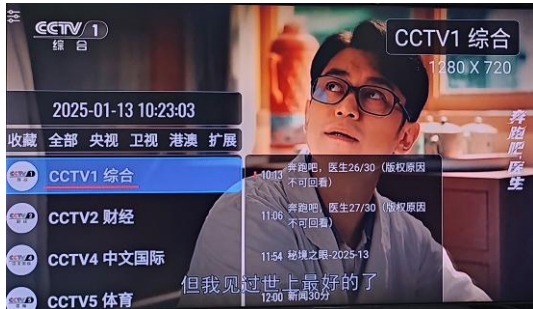 CCTV 1
综合
CCTV1 综合
1280 X 720
2025-01-13 10:23:03
收藏 全部 央视 卫视 港澳 扩展
奔跑吧,医生
CCTV1 综合
10:13 奔跑吧,医生26/30(版权原因
不可回看)
CCTV2 财经
11:06 奔跑吧,医生27/30(版权原因
不可回看)
CCTV4 中文国际
11:54 秘境之眼-2025-13
但我见过世上最好的了
CCTV5 体育
12:00 新闻30分